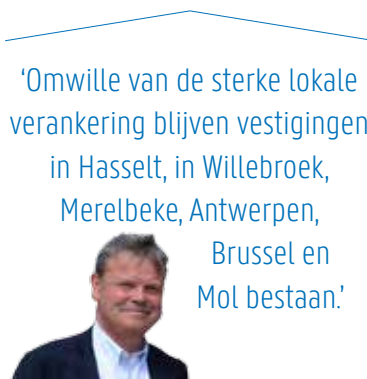 ‘Omwille van de sterke lokale
verankering blijven vestigingen
in Hasselt, in Willebroek,
Merelbeke, Antwerpen,
Brussel en
Mol bestaan.’